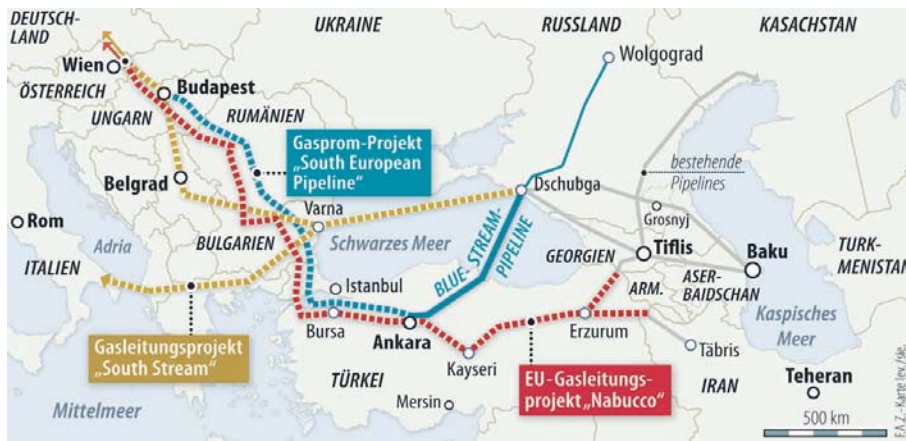 DEUTSCH-
LAND
UKRAINE
RUSSLAND
KASACHSTAN
Wien
Wolgograd
ÖSTERREICH
Budapest
UNGARN
RUMÄNIEN
Gasprom-Projekt
„South European
Pipeline“
bestehende
Pipelines
Belgrad
Dschubga
Grosnyj
Varna
Rom
Adria
BULGARIEN
Schwarzes Meer
BLUE-STREAM-
PIPELINE
GEORGIEN
Tiflis
Baku
TURK-
MENISTAN
ITALIEN
ARM.
ASER-
BAIDSCHAN
Istanbul
Kaspisches
Meer
Bursa
Ankara
Erzurum
Gasleitungsprojekt
„South Stream“
Kayseri
Täbris
TÜRKEI
EU-Gasleitungs-
projekt „Nabucco“
IRAN
Teheran
Mittelmeer
Mersin
500 km
F.A.Z.-Karte lev./sie.